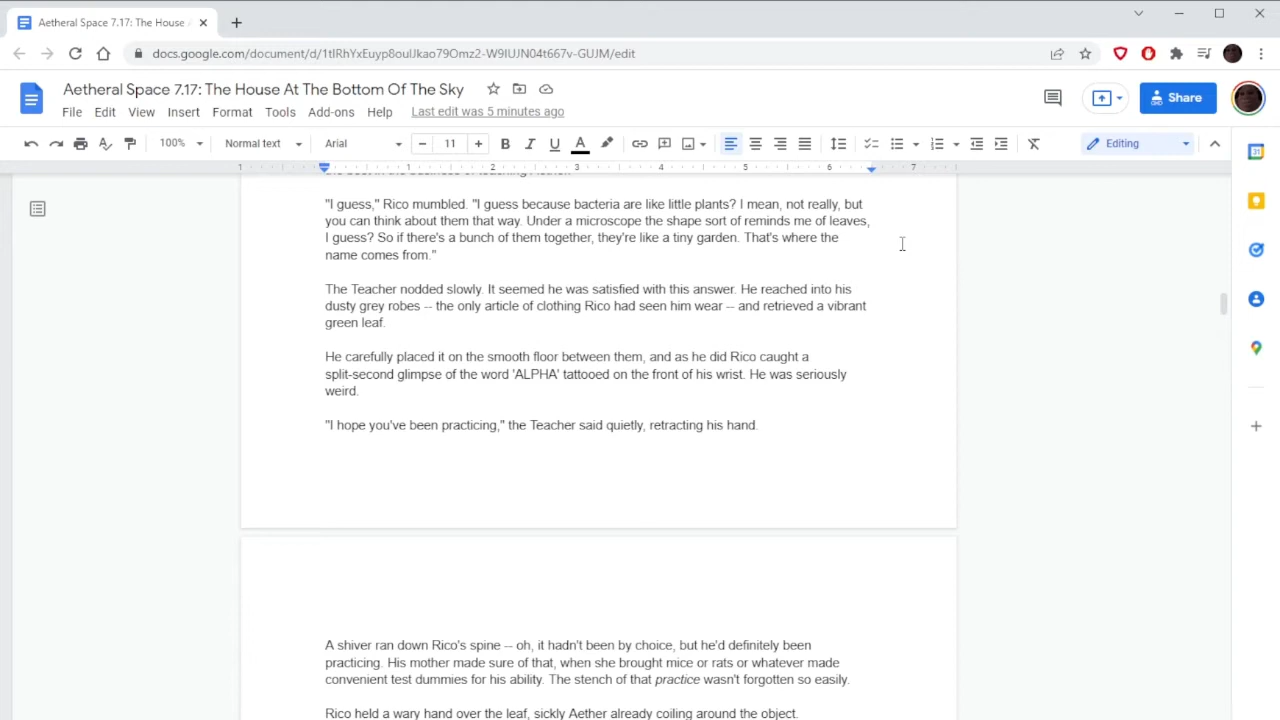 Aetheral Space 7.17: The House A
docs.google.com/document/d/1tIRhYxEuyp8oulJkao79Omz2-W9IUJN04t667v-GUJM/edit
Aetheral Space 7.17: The House At The Bottom Of The Sky
File Edit View Insert Format Tools Add-ons Help Last edit was 5 minutes ago
Share
100% Normal text Arial 11 Editing
1 1 2 3 4 5 6 7
"I guess," Rico mumbled. "I guess because bacteria are like little plants? I mean, not really, but
you can think about them that way. Under a microscope the shape sort of reminds me of leaves,
I guess? So if there's a bunch of them together, they're like a tiny garden. That's where the
name comes from."
The Teacher nodded slowly. It seemed he was satisfied with this answer. He reached into his
dusty grey robes -- the only article of clothing Rico had seen him wear -- and retrieved a vibrant
green leaf.
He carefully placed it on the smooth floor between them, and as he did Rico caught a
split-second glimpse of the word 'ALPHA' tattooed on the front of his wrist. He was seriously
weird.
"I hope you've been practicing," the Teacher said quietly, retracting his hand.
A shiver ran down Rico's spine -- oh, it hadn't been by choice, but he'd definitely been
practicing. His mother made sure of that, when she brought mice or rats or whatever made
convenient test dummies for his ability. The stench of that practice wasn't forgotten so easily.
Rico held a wary hand over the leaf, sickly Aether already coiling around the object.